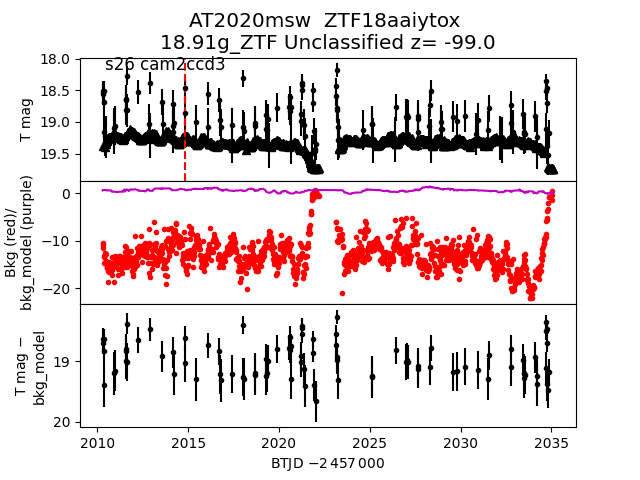 AT2020msw  ZTF18aaiytox
18.91g_ZTF Unclassified z= -99.0
s26 cam2ccd3
18.0
18.5
19.0
19.5
T mag
0
−10
−20
Bkg (red)/
bkg_model (purple)
19
20
T mag −
bkg_model
2010 2015 2020 2025 2030 2035
BTJD −2 457 000